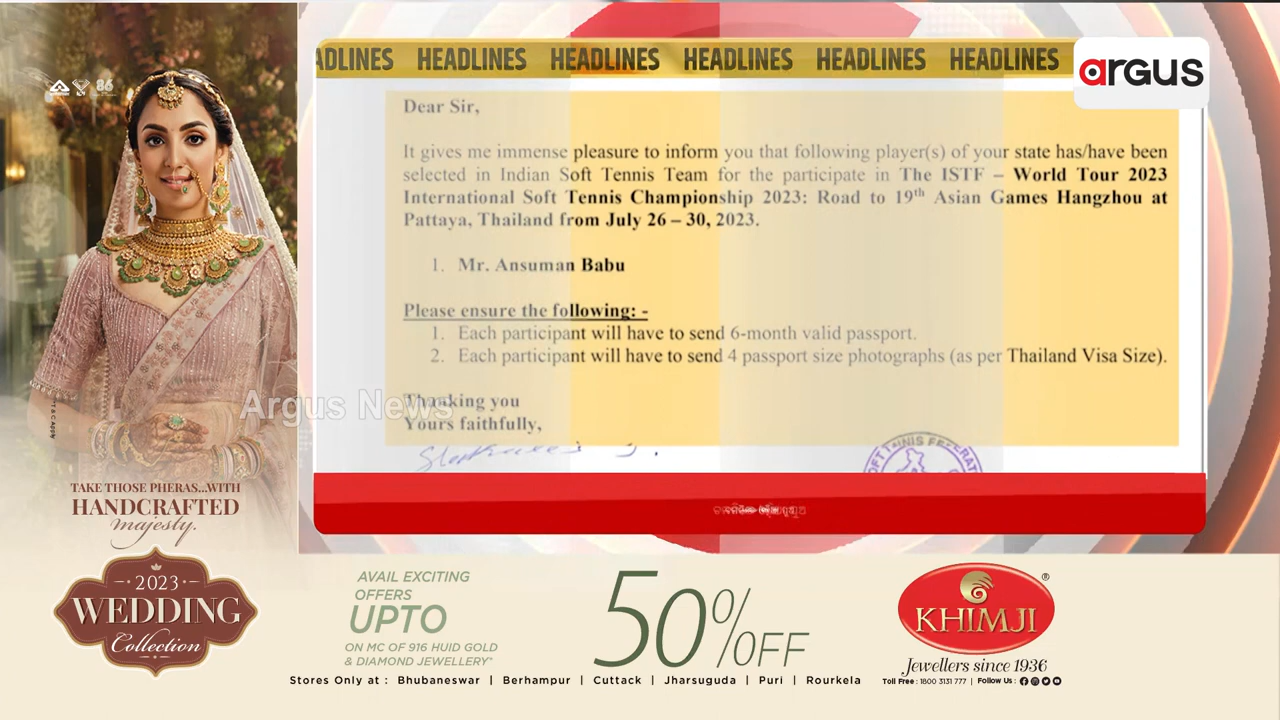 ADLINES HEADLINES HEADLINES HEADLINES HEADLINES HEADLINES
argus
86
Dear Sir,
It gives me immense pleasure to inform you that following player(s) of your state has/have been
selected in Indian Soft Tennis Team for the participate in The ISTF – World Tour 2023
International Soft Tennis Championship 2023: Road to 19th Asian Games Hangzhou at
Pattaya, Thailand from July 26 – 30, 2023.
1. Mr. Ansuman Babu
Please ensure the following: -
1. Each participant will have to send 6-month valid passport.
2. Each participant will have to send 4 passport size photographs (as per Thailand Visa Size).
Thanking you
Yours faithfully,
Argus News
T & C Apply
TAKE THOSE PHERAS...WITH
HANDCRAFTED
majesty.
2023
WEDDING
Collection
AVAIL EXCITING
OFFERS
UPTO
ON MC OF 916 HUID GOLD
& DIAMOND JEWELLERY*
50% OFF
KHIMJI®
Jewellers since 1936
Stores Only at : Bhubaneswar | Berhampur | Cuttack | Jharsuguda | Puri | Rourkela
Toll Free : 1800 3131 777 | Follow Us :